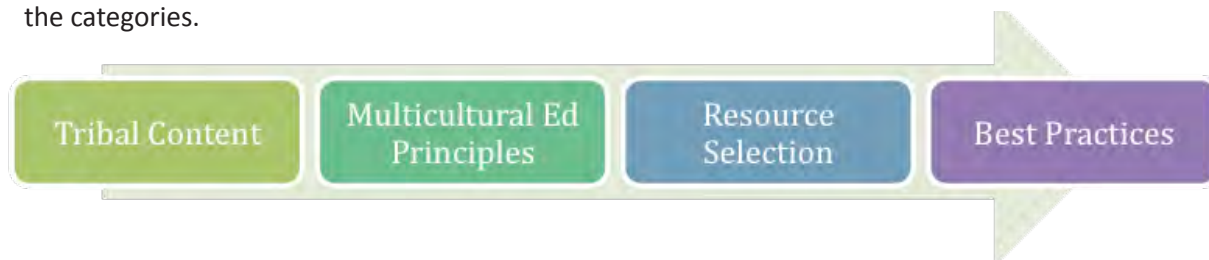 the categories.
Tribal Content
Multicultural Ed
Principles
Resource
Selection
Best Practices